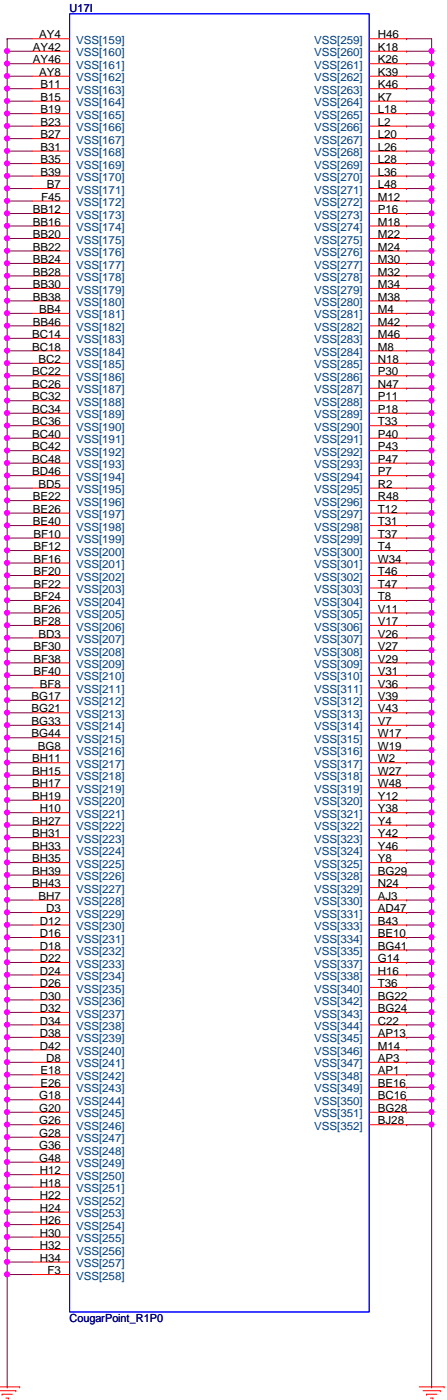 U17I
AY4 VSS[159] VSS[259] H46
AY42 VSS[160] VSS[260] K18
AY46 VSS[161] VSS[261] K26
AY8 VSS[162] VSS[262] K39
B11 VSS[163] VSS[263] K46
B15 VSS[164] VSS[264] K7
B19 VSS[165] VSS[265] L18
B23 VSS[166] VSS[266] L2
B27 VSS[167] VSS[267] L20
B31 VSS[168] VSS[268] L26
B35 VSS[169] VSS[269] L28
B39 VSS[170] VSS[270] L36
B7 VSS[171] VSS[271] L48
F45 VSS[172] VSS[272] M12
BB12 VSS[173] VSS[273] P16
BB16 VSS[174] VSS[274] M18
BB20 VSS[175] VSS[275] M22
BB22 VSS[176] VSS[276] M24
BB24 VSS[177] VSS[277] M30
BB28 VSS[178] VSS[278] M32
BB30 VSS[179] VSS[279] M34
BB38 VSS[180] VSS[280] M38
BB4 VSS[181] VSS[281] M4
BB46 VSS[182] VSS[282] M42
BC14 VSS[183] VSS[283] M46
BC18 VSS[184] VSS[284] M8
BC2 VSS[185] VSS[285] N18
BC22 VSS[186] VSS[286] P30
BC26 VSS[187] VSS[287] N47
BC32 VSS[188] VSS[288] P11
BC34 VSS[189] VSS[289] P18
BC36 VSS[190] VSS[290] T33
BC40 VSS[191] VSS[291] P40
BC42 VSS[192] VSS[292] P43
BC48 VSS[193] VSS[293] P47
BD46 VSS[194] VSS[294] P7
BD5 VSS[195] VSS[295] R2
BE22 VSS[196] VSS[296] R48
BE26 VSS[197] VSS[297] T12
BE40 VSS[198] VSS[298] T31
BF10 VSS[199] VSS[299] T37
BF12 VSS[200] VSS[300] T4
BF16 VSS[201] VSS[301] W34
BF20 VSS[202] VSS[302] T46
BF22 VSS[203] VSS[303] T47
BF24 VSS[204] VSS[304] T8
BF26 VSS[205] VSS[305] V11
BF28 VSS[206] VSS[306] V17
BD3 VSS[207] VSS[307] V26
BF30 VSS[208] VSS[308] V27
BF38 VSS[209] VSS[309] V29
BF40 VSS[210] VSS[310] V31
BF8 VSS[211] VSS[311] V36
BG17 VSS[212] VSS[312] V39
BG21 VSS[213] VSS[313] V43
BG33 VSS[214] VSS[314] V7
BG44 VSS[215] VSS[315] W17
BG8 VSS[216] VSS[316] W19
BH11 VSS[217] VSS[317] W2
BH15 VSS[218] VSS[318] W27
BH17 VSS[219] VSS[319] W48
BH19 VSS[220] VSS[320] Y12
H10 VSS[221] VSS[321] Y38
BH27 VSS[222] VSS[322] Y4
BH31 VSS[223] VSS[323] Y42
BH33 VSS[224] VSS[324] Y46
BH35 VSS[225] VSS[325] Y8
BH39 VSS[226] VSS[328] BG29
BH43 VSS[227] VSS[329] N24
BH7 VSS[228] VSS[330] AJ3
D3 VSS[229] VSS[331] AD47
D12 VSS[230] VSS[333] B43
D16 VSS[231] VSS[334] BE10
D18 VSS[232] VSS[335] BG41
D22 VSS[233] VSS[337] G14
D24 VSS[234] VSS[338] H16
D26 VSS[235] VSS[340] T36
D30 VSS[236] VSS[342] BG22
D32 VSS[237] VSS[343] BG24
D34 VSS[238] VSS[344] C22
D38 VSS[239] VSS[345] AP13
D42 VSS[240] VSS[346] M14
D8 VSS[241] VSS[347] AP3
E18 VSS[242] VSS[348] AP1
E26 VSS[243] VSS[349] BE16
G18 VSS[244] VSS[350] BC16
G20 VSS[245] VSS[351] BG28
G26 VSS[246] VSS[352] BJ28
G28 VSS[247]
G36 VSS[248]
G48 VSS[249]
H12 VSS[250]
H18 VSS[251]
H22 VSS[252]
H24 VSS[253]
H26 VSS[254]
H30 VSS[255]
H32 VSS[256]
H34 VSS[257]
F3 VSS[258]
CougarPoint_R1P0